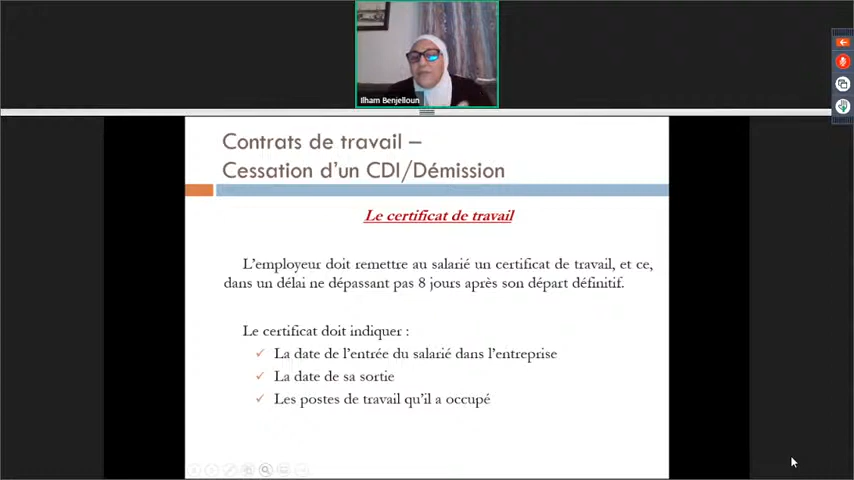 Ilham Benjelloun
Contrats de travail –
Cessation d'un CDI/Démission
Le certificat de travail
L'employeur doit remettre au salarié un certificat de travail, et ce,
dans un délai ne dépassant pas 8 jours après son départ définitif.
Le certificat doit indiquer :
La date de l'entrée du salarié dans l'entreprise
La date de sa sortie
Les postes de travail qu'il a occupé